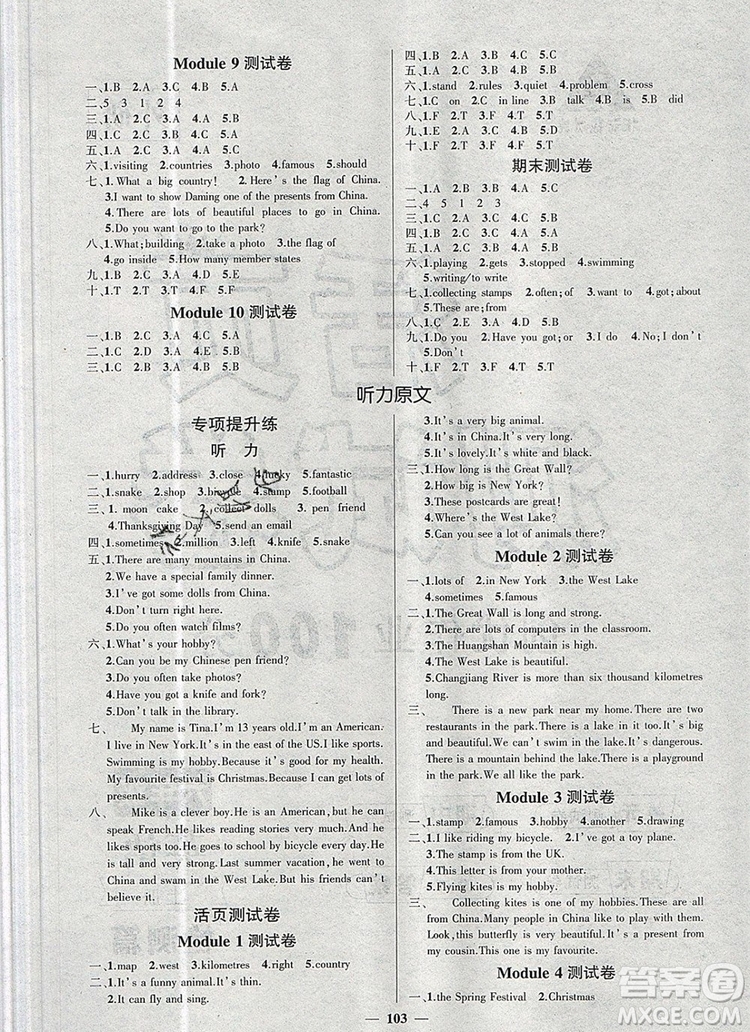 Module 9 测试卷
一、1.B 2.A 3.C 4.B 5.A
二、5 3 1 2 4
三、1.A 2.C 3.A 4.A 5.B
四、1.C 2.B 3.A 4.B 5.C
五、1.A 2.C 3.A 4.A 5.C
六、1.visiting 2.countries 3.photo 4.famous 5.should
七、1.What a big country! 2.Here's the flag of China.
3.I want to show Daming one of the presents from China.
4.There are lots of beautiful places to go in China.
5.Do you want to go to the park?
八、1.What;building 2.take a photo 3.the flag of
4.go inside 5.How many member states
九、1.C 2.B 3.B 4.A 5.C
十、1.T 2.T 3.F 4.F 5.T
Module 10 测试卷
一、1.B 2.C 3.A 4.B 5.C
二、1.A 2.A 3.A 4.B 5.B
三、1.B 2.B 3.C 4.A 5.C
四、1.B 2.A 3.B 4.C 5.A
五、1.C 2.C 3.B 4.A 5.A
六、1.stand 2.rules 3.quiet 4.problem 5.cross
七、1.C on 2.C in line 3.B talk 4.B is 5.C to
八、1.F 2.T 3.F 4.T 5.T
九、1.E 2.A 3.C 4.B 5.D
十、1.F 2.T 3.T 4.F 5.F
期末测试卷
一、1.A 2.C 3.A 4.B 5.C
二、4 5 1 2 3
三、1.C 2.B 3.B 4.C 5.B
四、1.B 2.A 3.B 4.C 5.B
五、1.A 2.C 3.C 4.A 5.C
六、1.playing 2.gets 3.stopped 4.swimming
5.writing/to write
七、1.collecting stamps 2.often;of 3.want to 4.got;about
5.These are
八、1.C 2.F 3.E 4.B 5.A
九、1.Does 2.or 3.Have you got;or I do 4.No;I don't
5.Don't
十、1.F 2.T 3.F 4.T 5.F
听力原文
专项提升练
听 力
一、1.hurry 2.address 3.close 4.lucky 5.fantastic
二、1.snake 2.shop 3.bicycle 4.stamp 5.football
三、1. moon cake 2.collect dolls 3. pen friend
4.Thanksgiving Day 5.send an email
四、1.sometimes 2.million 3.left 4.knife 5.snake
五、1.There are many mountains in China.
2.We have a special family dinner.
3.I've got some dolls from China.
4.Don't turn right here.
5.Do you often watch films?
六、1.What's your hobby?
2.Can you be my Chinese pen friend?
3.Do you often play with dolls?
4.Have you got a knife and fork?
5.Don't talk in the library.
七、 My name is Tina.I'm 13 years old.I'm American.
I live in New York.It's in the east of the US.I like sports.
Swimming is my hobby.Because it's good for my health.
My favourite festival is Christmas.Because I can get lots of
presents.
八、 Mike is a clever boy.He is an American,but he can
speak French.He likes reading stories very much.And he
likes sports.He goes to school by bicycle every day.He
is tall and very strong.Last summer vacation, he went to
China and swam in the West Lake.But his friends can't
believe it.
活页测试卷
Module 1 测试卷
一、1.map 2.west 3.kilometres 4.right 5.country
二、1.It's a funny animal. It's an ant.
2.It can fly and sing.
3.It's a very big animal.
4.It's in China.It's very long.
5.It's lovely.It's white and black.
三、1.How long is the Great Wall?
2.How big is New York?
3.These postcards are great!
4.Where's the West Lake?
5.Can you see a lot of animals there?
Module 2 测试卷
一、1.lots of 2.in New York 3.the West Lake
4.sometimes 5.famous
二、1.The Great Wall is long and strong.
2.There are lots of computers in the classroom.
3.The Huangshan Mountain is high.
4.The West Lake is beautiful.
5.Changjiang River is more than six thousand kilometres
long.
三、 There is a new park near my home. There are two
restaurants in the park.There is a lake in it too.It's big
and beautiful.We can't swim in the lake.It's dangerous.
There is a mountain behind the lake.There is a playground
in the park.We sometimes fly kites there.
Module 3 测试卷
一、1.stamp 2.famous 3.hobby 4.another 5.drawing
二、1.I like riding my bicycle. 2.I've got a toy plane.
3.The stamp is from the UK.
4.This letter is from your mother.
5.Flying kites is my hobby.
三、 Collecting kites is one of my hobbies.These are from
China. Many people in China like flying kites very much.
Look,this butterfly is very beautiful.It's a present from
my cousin.This one is my favourite.
Module 4 测试卷
一、1.the Spring Festival 2.Christmas
103
答案圈
MXQE.COM